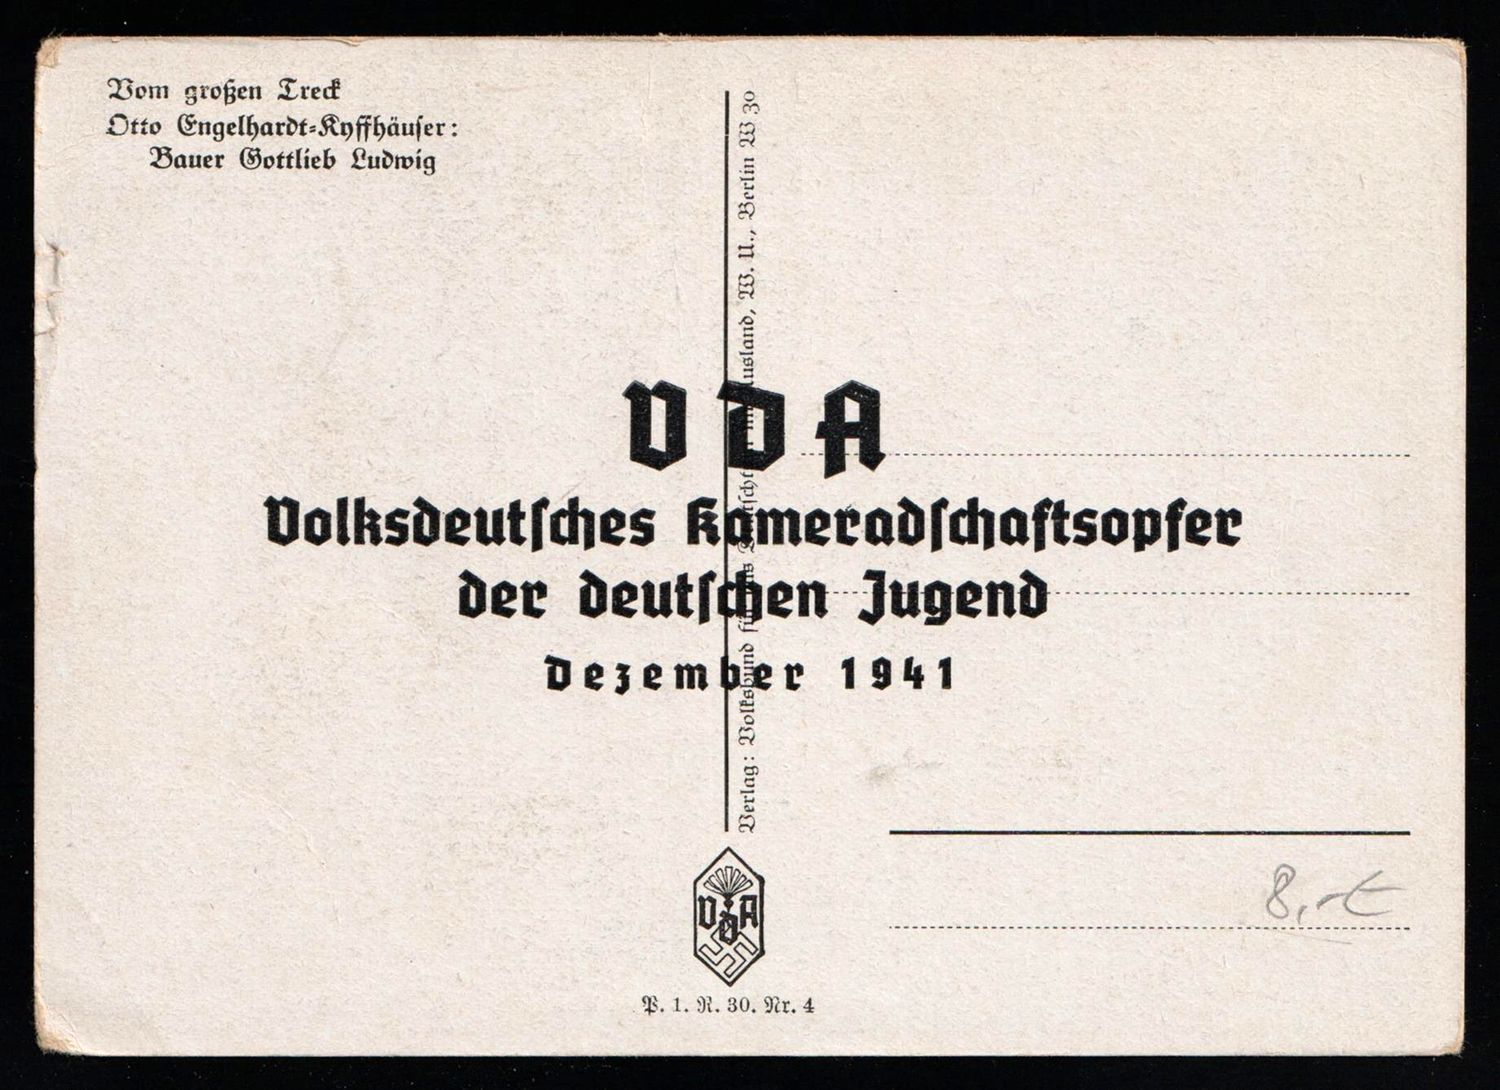 Vom großen Treck
Otto Engelhardt-Kyffhäuser:
Bauer Gottlieb Ludwig
Verlag: Volksbund für das Deutschtum im Ausland, W. U., Berlin W 30
VDA
Volksdeutsches Kameradschaftsopfer
der deutschen Jugend
Dezember 1941
VDA
P. 1. R. 30. Nr. 4
8,-€